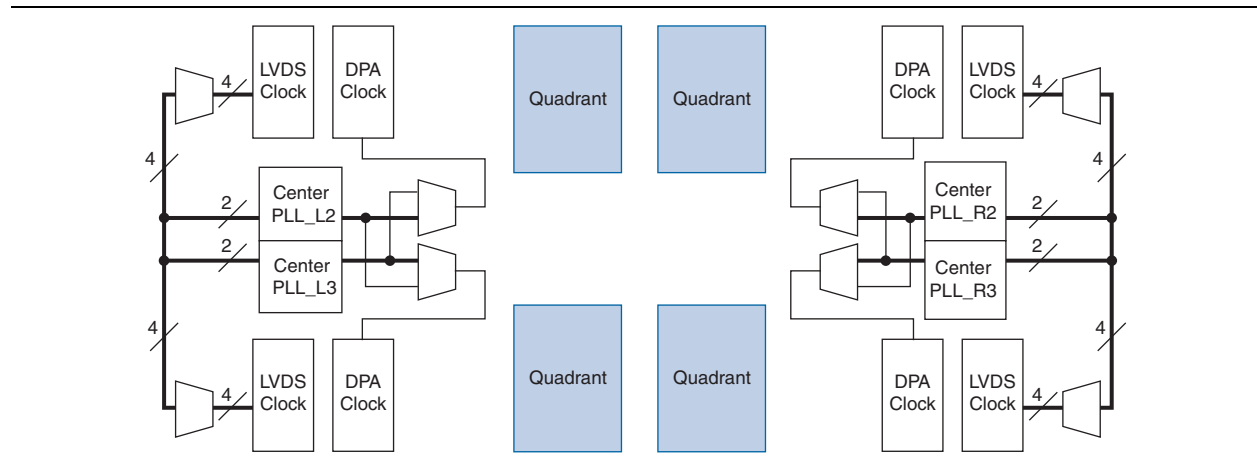 4
LVDS
Clock
DPA
Clock
Quadrant
Quadrant
DPA
Clock
LVDS
Clock
4
4
4
2
Center
PLL_L2
Center
PLL_R2
2
2
Center
PLL_L3
Center
PLL_R3
2
4
4
4
LVDS
Clock
DPA
Clock
Quadrant
Quadrant
DPA
Clock
LVDS
Clock
4